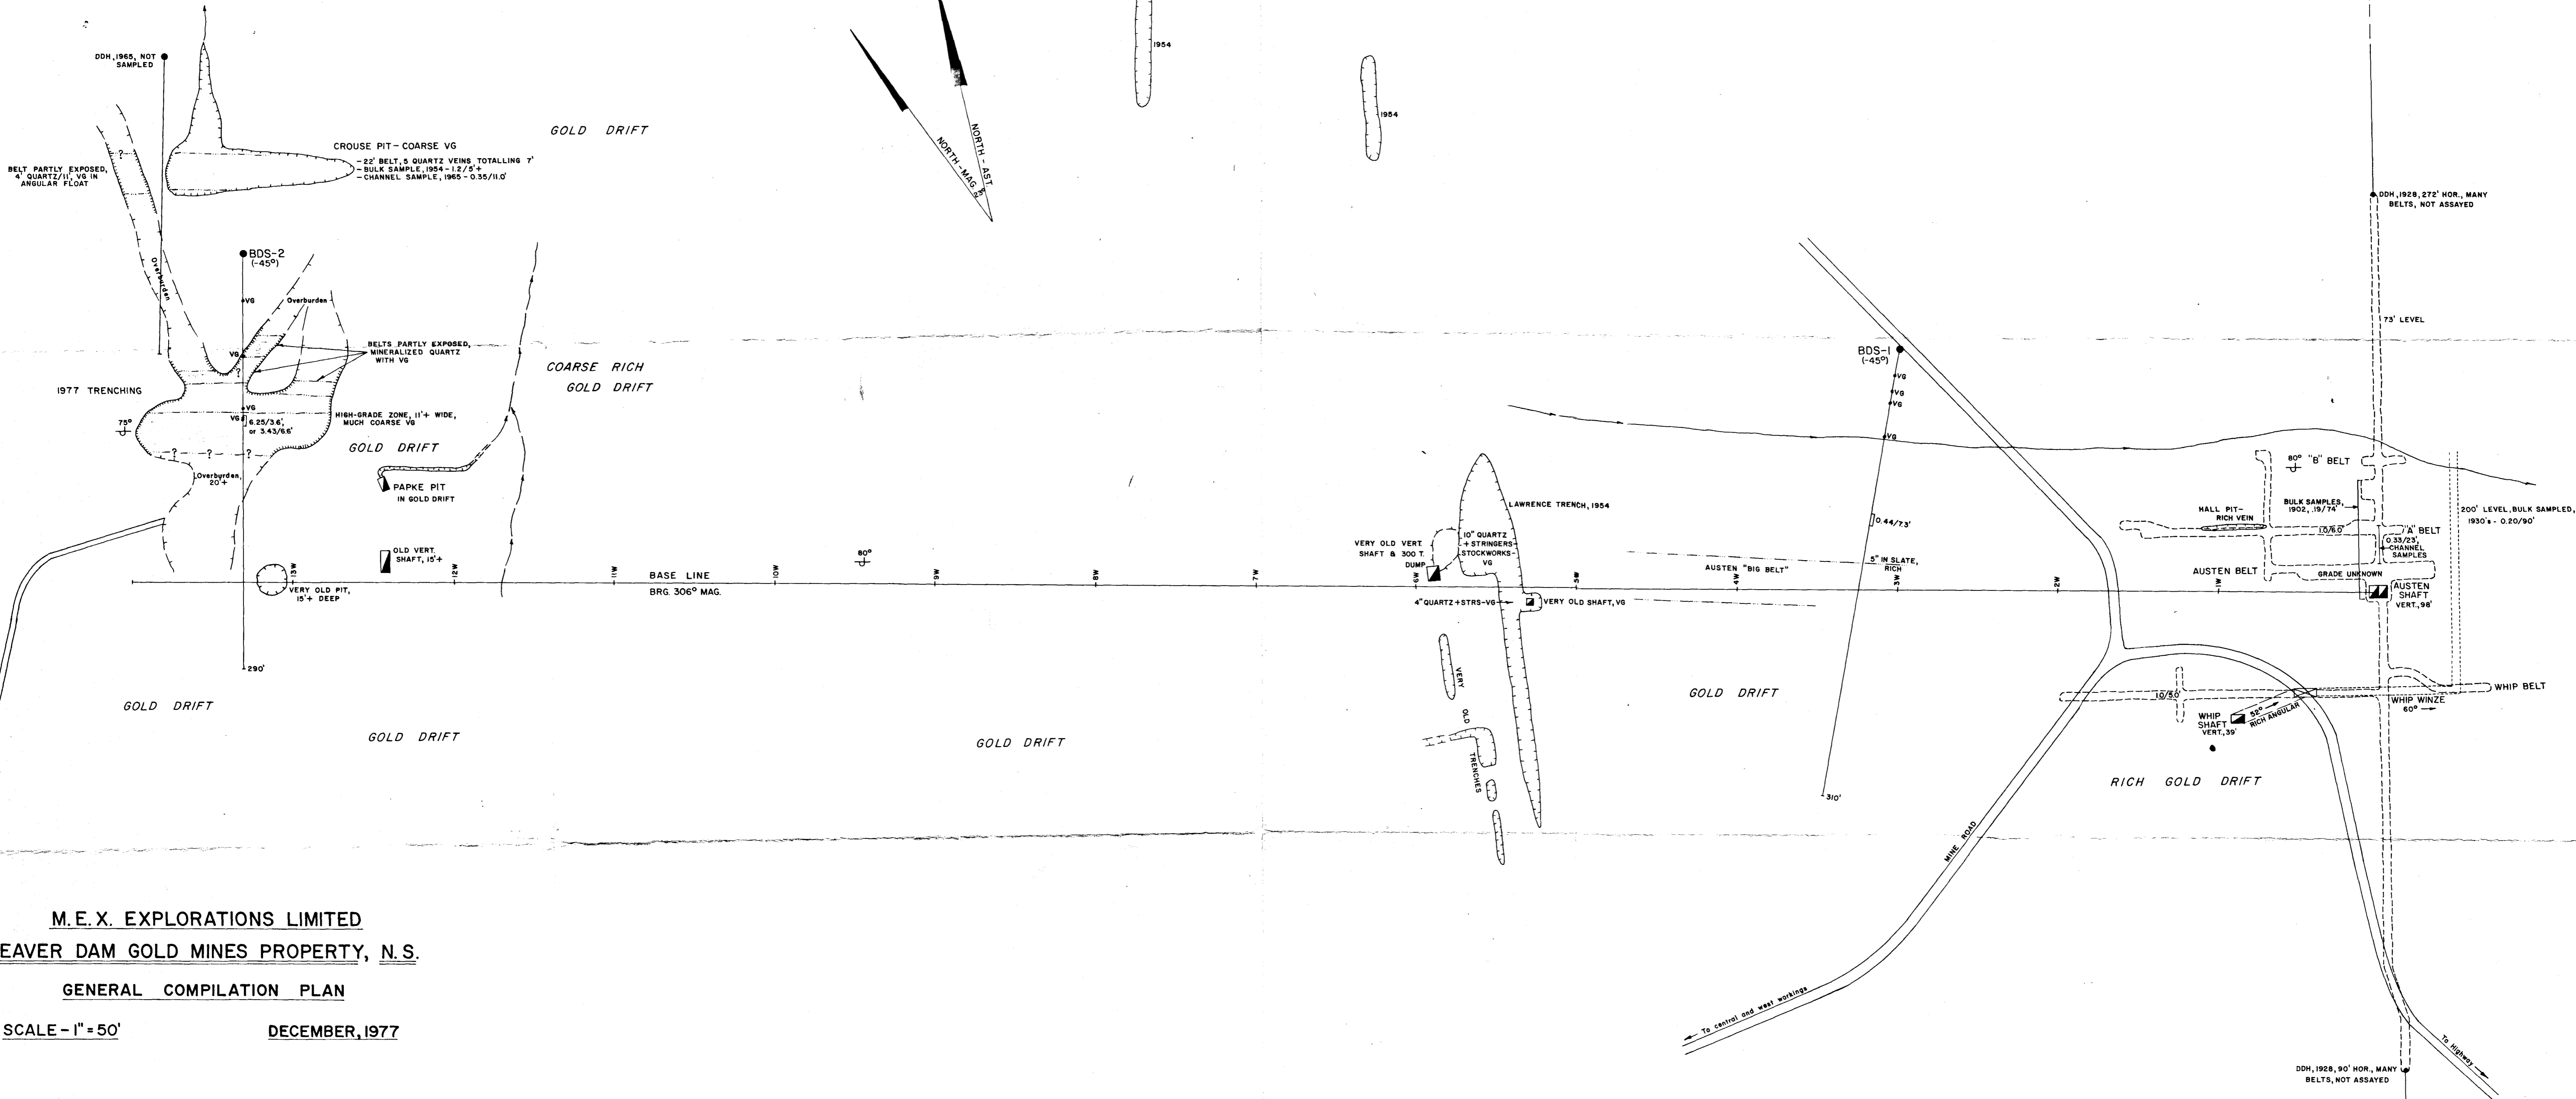 DDH, 1965, NOT
SAMPLED
1954
1954
GOLD DRIFT
NORTH - AST.
NORTH - MAG
CROUSE PIT - COARSE VG
- 22' BELT, 5 QUARTZ VEINS TOTALLING 7'
- BULK SAMPLE, 1954 - 1.2/5'+
- CHANNEL SAMPLE, 1965 - 0.35/11.0'
BELT PARTLY EXPOSED,
4' QUARTZ/11', VG IN
ANGULAR FLOAT
?
DDH, 1928, 272' HOR., MANY
BELTS, NOT ASSAYED
Overburden
BDS-2
(-45°)
VG
Overburden
VG
?
BELTS PARTLY EXPOSED,
MINERALIZED QUARTZ
WITH VG
COARSE RICH
GOLD DRIFT
1977 TRENCHING
75°
VG
VG
6.25/3.6',
or 3.43/6.6'
HIGH-GRADE ZONE, 11'+ WIDE,
MUCH COARSE VG
GOLD DRIFT
? ? ?
Overburden,
20'+
PAPKE PIT
IN GOLD DRIFT
OLD VERT.
SHAFT, 15'+
VERY OLD PIT,
15'+ DEEP
290'
73' LEVEL
BDS-1
(-45°)
VG
VG
VG
VG
0.44/7.3'
310'
LAWRENCE TRENCH, 1954
10" QUARTZ
+ STRINGERS-
STOCKWORKS-
VG
VERY OLD VERT.
SHAFT & 300 T.
DUMP
4" QUARTZ + STRS-VG
VERY OLD SHAFT, VG
VERY
OLD
TRENCHES
80°
BASE LINE
BRG. 306° MAG.
13W
12W
11W
10W
9W
8W
7W
6W
5W
4W
3W
2W
1W
AUSTEN "BIG BELT"
5" IN SLATE,
RICH
80° "B" BELT
BULK SAMPLES,
1902, .19/74'
HALL PIT-
RICH VEIN
1.0/6.0'
"A" BELT
0.33/23',
CHANNEL
SAMPLES
200' LEVEL, BULK SAMPLED,
1930's - 0.20/90'
AUSTEN BELT
GRADE UNKNOWN
AUSTEN
SHAFT
VERT., 98'
WHIP BELT
1.0/5.0'
WHIP WINZE
60°
WHIP
SHAFT
VERT., 39'
52°
RICH ANGULAR
GOLD DRIFT
GOLD DRIFT
GOLD DRIFT
GOLD DRIFT
RICH GOLD DRIFT
MINE ROAD
To central and west workings
To Highway
DDH, 1928, 90' HOR., MANY
BELTS, NOT ASSAYED
M.E.X. EXPLORATIONS LIMITED
EAVER DAM GOLD MINES PROPERTY, N.S.
GENERAL COMPILATION PLAN
SCALE - 1" = 50'
DECEMBER, 1977